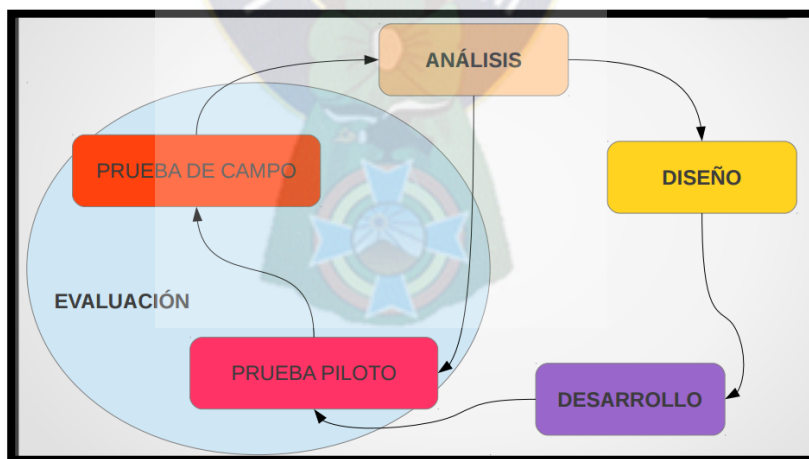 ANÁLISIS
PRUEBA DE CAMPO
DISEÑO
EVALUACIÓN
PRUEBA PILOTO
DESARROLLO